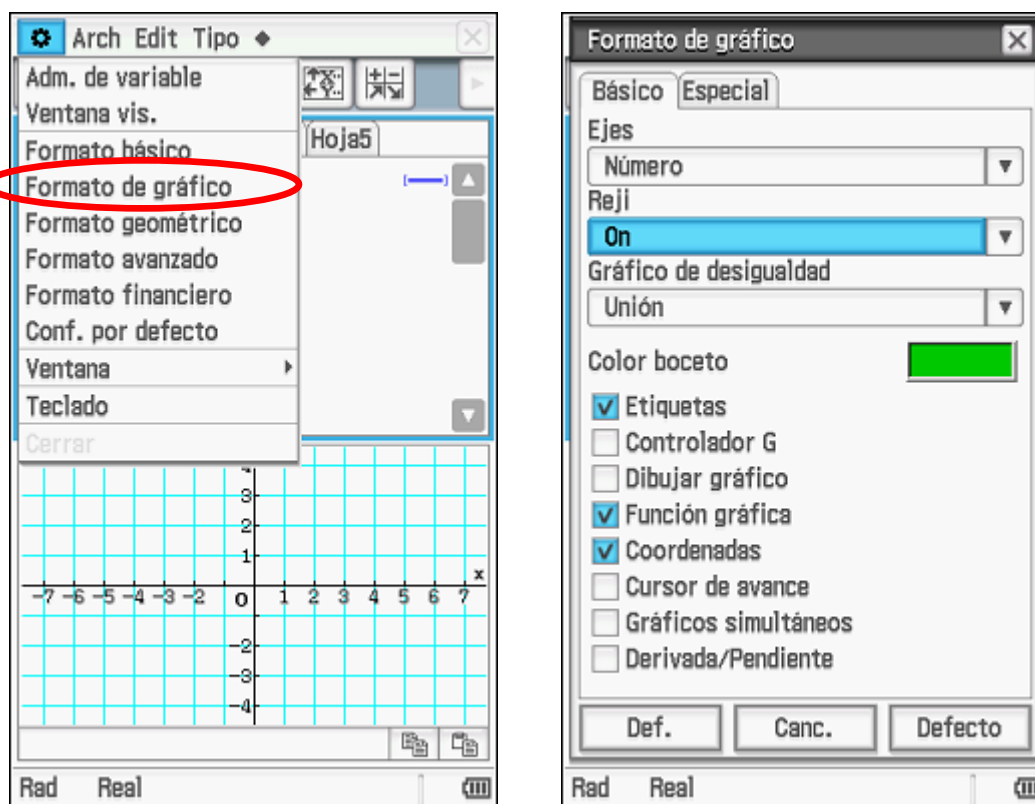 Arch Edit Tipo
Adm. de variable
Ventana vis.
Formato básico
Hoja5
Formato de gráfico
Formato geométrico
Formato avanzado
Formato financiero
Conf. por defecto
Ventana
Teclado
Cerrar
4
3
2
1
x
-7 -6 -5 -4 -3 -2 0 1 2 3 4 5 6 7
-2
-3
-4
Rad Real
Formato de gráfico
Básico Especial
Ejes
Número
Reji
On
Gráfico de desigualdad
Unión
Color boceto
Etiquetas
Controlador G
Dibujar gráfico
Función gráfica
Coordenadas
Cursor de avance
Gráficos simultáneos
Derivada/Pendiente
Def. Canc. Defecto
Rad Real